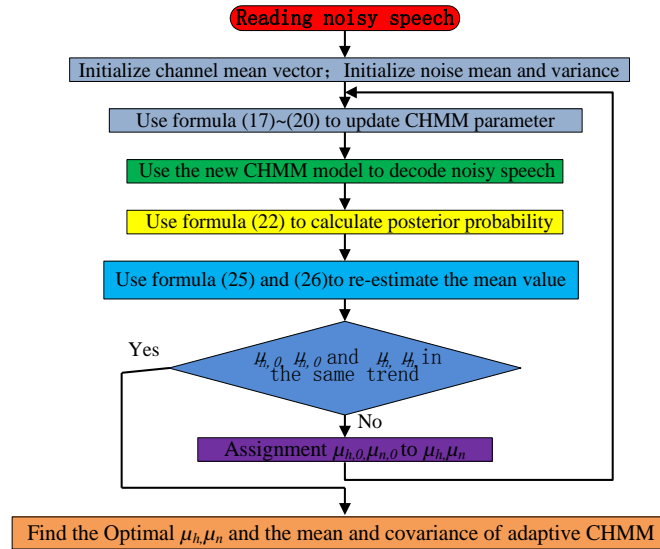 Reading noisy speech
Initialize channel mean vector; Initialize noise mean and variance
Use formula (17)~(20) to update CHMM parameter
Use the new CHMM model to decode noisy speech
Use formula (22) to calculate posterior probability
Use formula (25) and (26)to re-estimate the mean value
Yes
μh,0, μh,0 and μh, μh, in
the same trend
No
Assignment μh,0,μn,0 to μh,μn
Find the Optimal μh,μn and the mean and covariance of adaptive CHMM